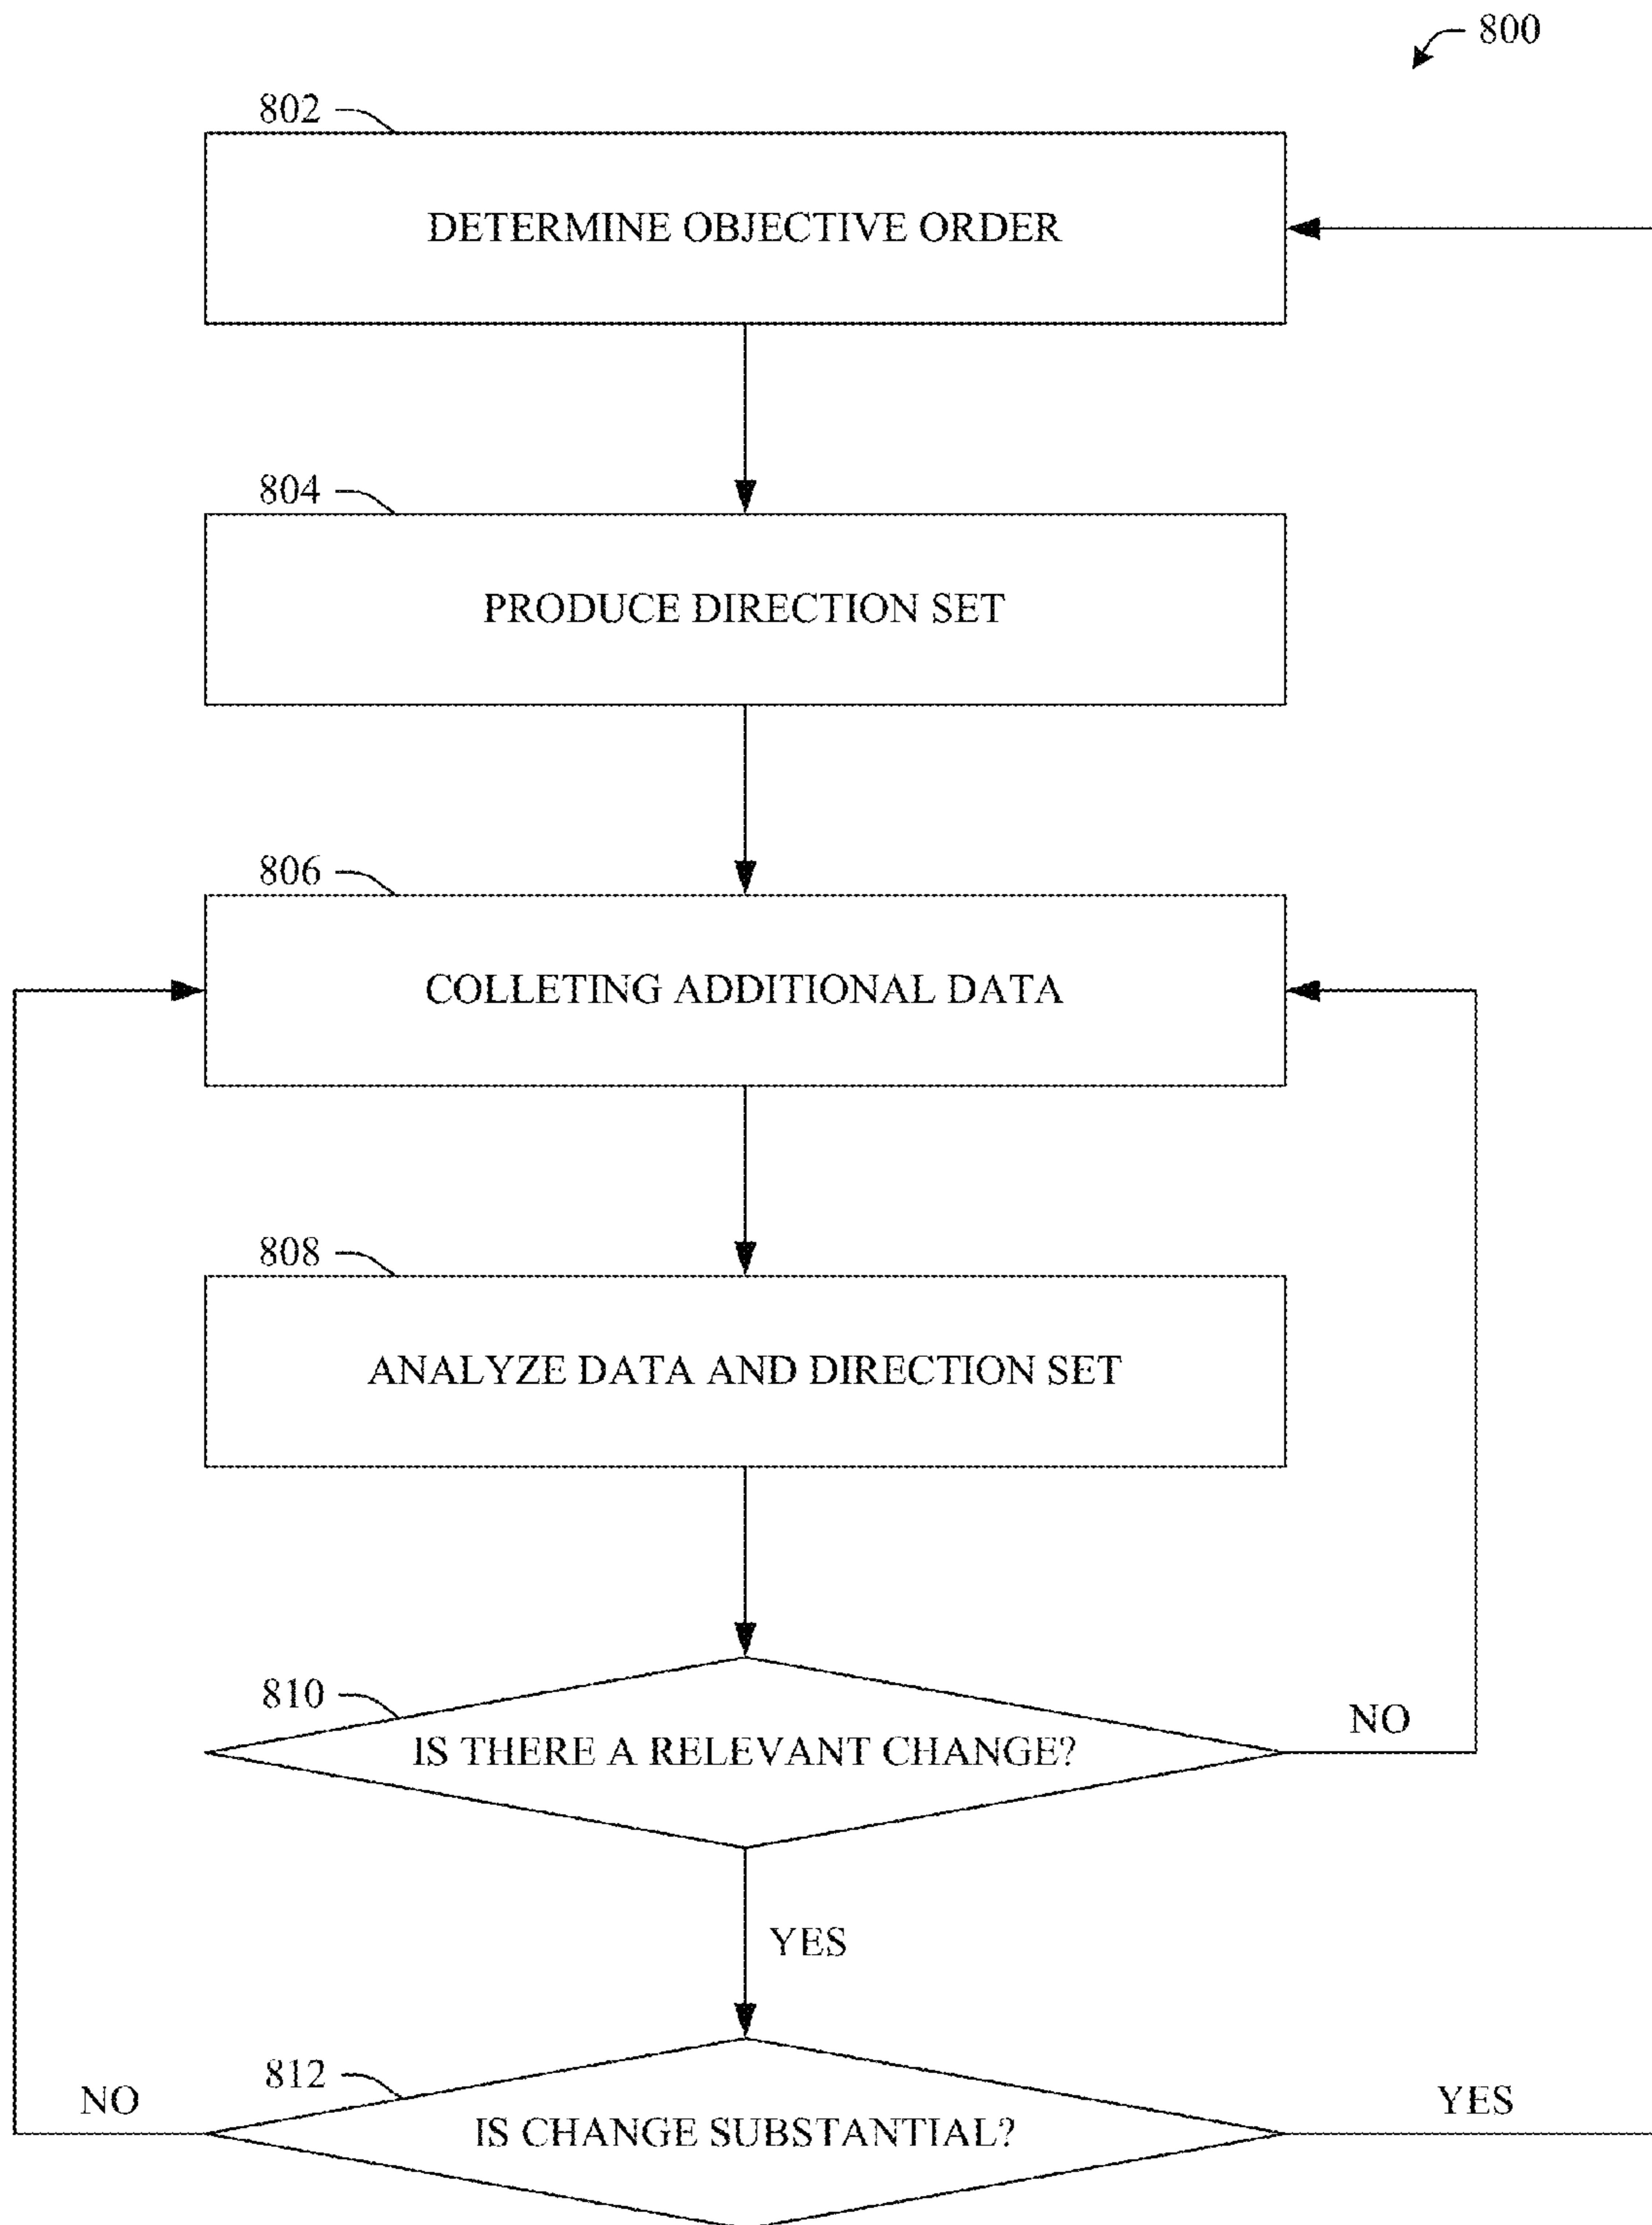 800
802
DETERMINE OBJECTIVE ORDER
804
PRODUCE DIRECTION SET
806
COLLETING ADDITIONAL DATA
808
ANALYZE DATA AND DIRECTION SET
810
IS THERE A RELEVANT CHANGE?
NO
YES
812
NO
IS CHANGE SUBSTANTIAL?
YES